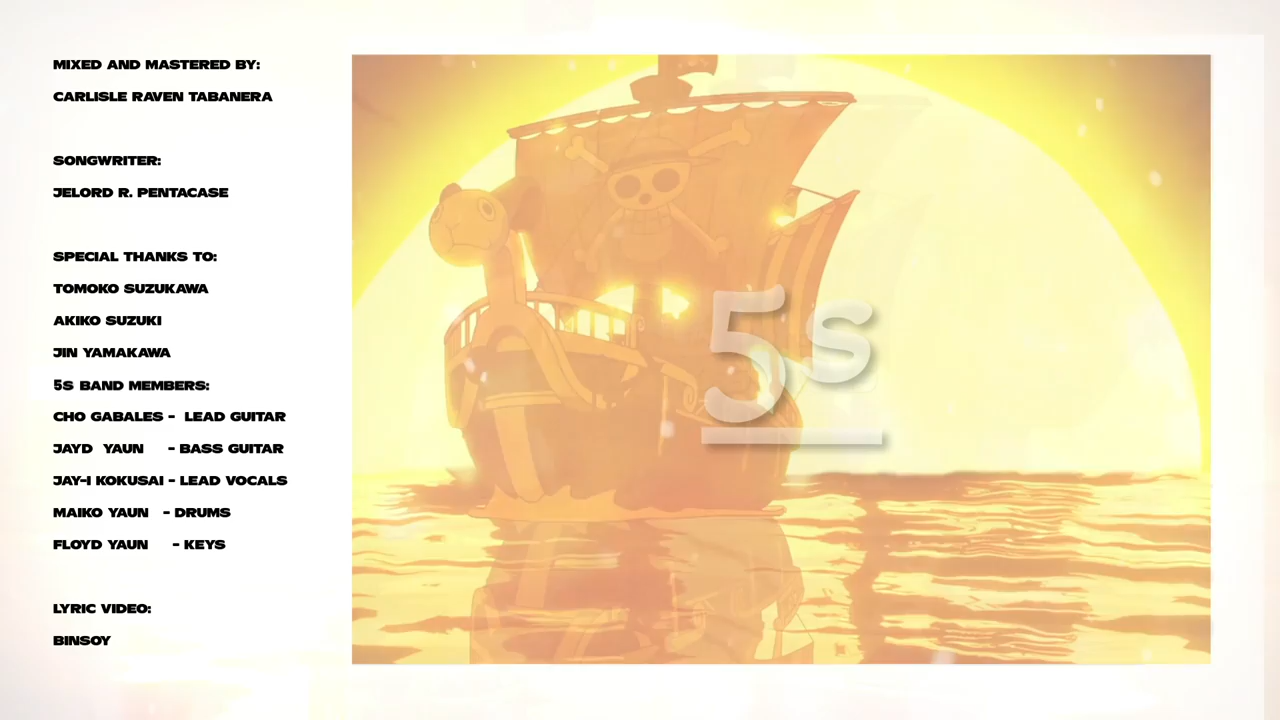 MIXED AND MASTERED BY:
CARLISLE RAVEN TABANERA
SONGWRITER:
JELORD R. PENTACASE
SPECIAL THANKS TO:
TOMOKO SUZUKAWA
AKIKO SUZUKI
JIN YAMAKAWA
5S BAND MEMBERS:
CHO GABALES - LEAD GUITAR
JAYD YAUN - BASS GUITAR
JAY-I KOKUSAI - LEAD VOCALS
MAIKO YAUN - DRUMS
FLOYD YAUN - KEYS
LYRIC VIDEO:
BINSOY
5s